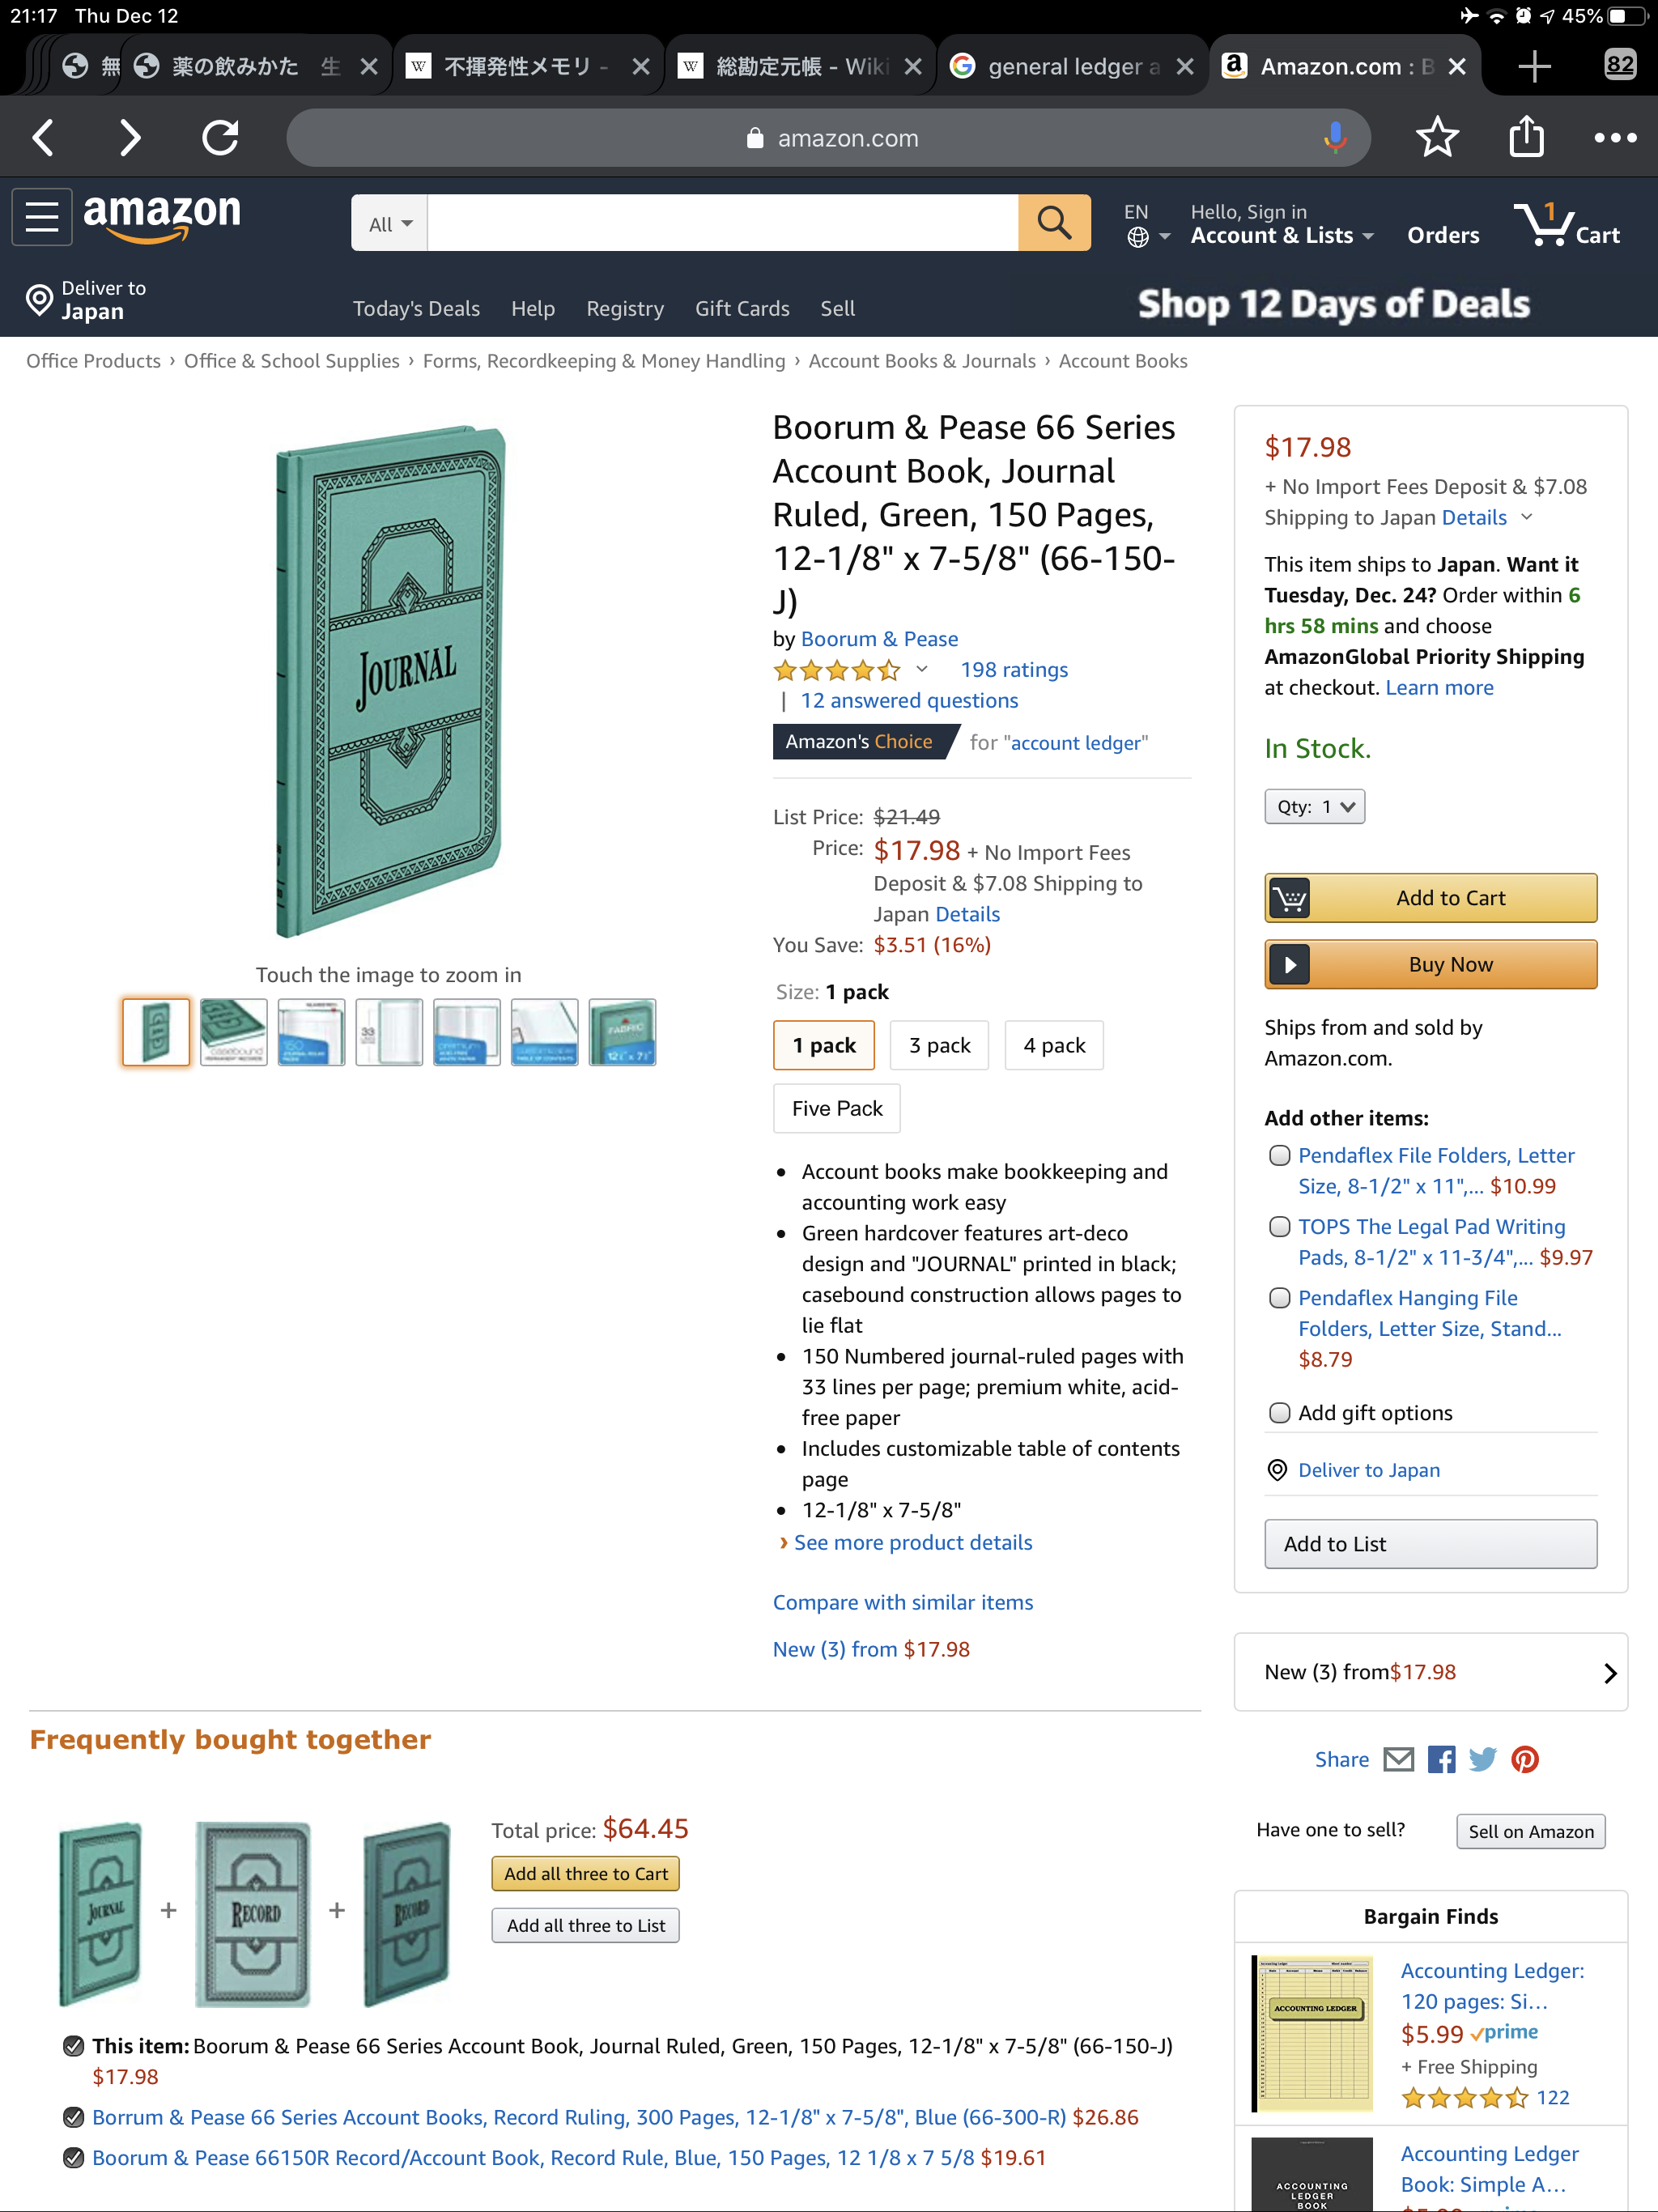 21:17 Thu Dec 12
45%
無
薬の飲みかた 生
不揮発性メモリ -
総勘定元帳 - Wiki
general ledger a
Amazon.com : B
82
amazon.com
amazon
All
EN
Hello, Sign in
Account & Lists
Orders
1
Cart
Deliver to
Japan
Today's Deals Help Registry Gift Cards Sell
Shop 12 Days of Deals
Office Products › Office & School Supplies › Forms, Recordkeeping & Money Handling › Account Books & Journals › Account Books
JOURNAL
Touch the image to zoom in
casebound
150
33
FABRIC
Boorum & Pease 66 Series
Account Book, Journal
Ruled, Green, 150 Pages,
12-1/8" x 7-5/8" (66-150-
J)
by Boorum & Pease
198 ratings
| 12 answered questions
Amazon's Choice for "account ledger"
List Price: $21.49
Price: $17.98 + No Import Fees
Deposit & $7.08 Shipping to
Japan Details
You Save: $3.51 (16%)
Size: 1 pack
1 pack 3 pack 4 pack
Five Pack
• Account books make bookkeeping and
accounting work easy
• Green hardcover features art-deco
design and "JOURNAL" printed in black;
casebound construction allows pages to
lie flat
• 150 Numbered journal-ruled pages with
33 lines per page; premium white, acid-
free paper
• Includes customizable table of contents
page
• 12-1/8" x 7-5/8"
› See more product details
Compare with similar items
New (3) from $17.98
$17.98
+ No Import Fees Deposit & $7.08
Shipping to Japan Details
This item ships to Japan. Want it
Tuesday, Dec. 24? Order within 6
hrs 58 mins and choose
AmazonGlobal Priority Shipping
at checkout. Learn more
In Stock.
Qty: 1
Add to Cart
Buy Now
Ships from and sold by
Amazon.com.
Add other items:
Pendaflex File Folders, Letter
Size, 8-1/2" x 11",... $10.99
TOPS The Legal Pad Writing
Pads, 8-1/2" x 11-3/4",... $9.97
Pendaflex Hanging File
Folders, Letter Size, Stand...
$8.79
Add gift options
Deliver to Japan
Add to List
New (3) from$17.98
Share
Have one to sell?
Sell on Amazon
Frequently bought together
JOURNAL
+
RECORD
+
RECORD
Total price: $64.45
Add all three to Cart
Add all three to List
This item: Boorum & Pease 66 Series Account Book, Journal Ruled, Green, 150 Pages, 12-1/8" x 7-5/8" (66-150-J)
$17.98
Borrum & Pease 66 Series Account Books, Record Ruling, 300 Pages, 12-1/8" x 7-5/8", Blue (66-300-R) $26.86
Boorum & Pease 66150R Record/Account Book, Record Rule, Blue, 150 Pages, 12 1/8 x 7 5/8 $19.61
Bargain Finds
ACCOUNTING LEDGER
Accounting Ledger:
120 pages: Si...
$5.99 prime
+ Free Shipping
122
ACCOUNTING
LEDGER
BOOK
Accounting Ledger
Book: Simple A...